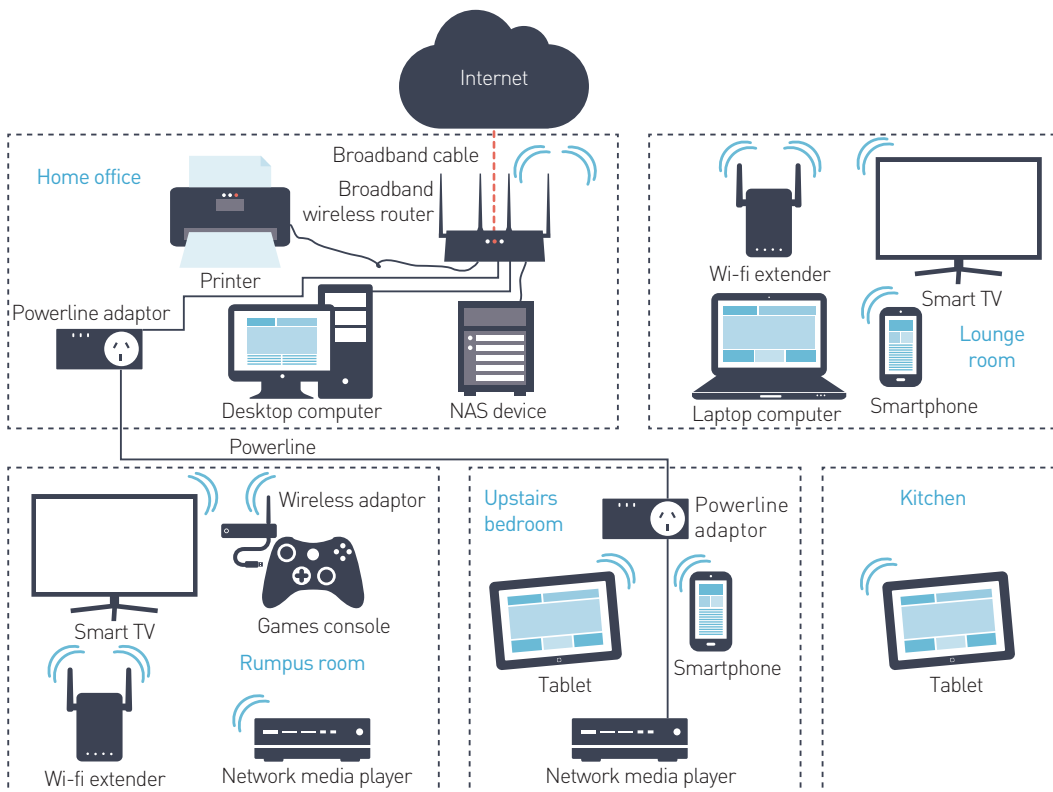 Internet
Home office
Broadband cable
Broadband
wireless router
Printer
Powerline adaptor
Desktop computer
NAS device
Wi-fi extender
Smart TV
Lounge
room
Laptop computer
Smartphone
Powerline
Wireless adaptor
Smart TV
Games console
Rumpus room
Wi-fi extender
Network media player
Upstairs
bedroom
Powerline
adaptor
Tablet
Smartphone
Network media player
Kitchen
Tablet